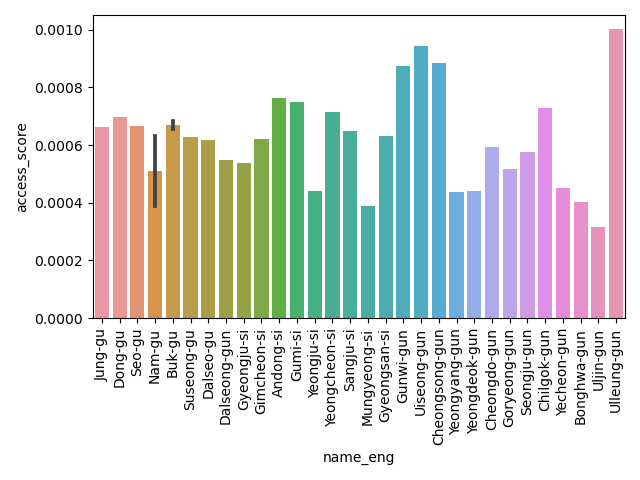 0.0010
0.0008
0.0006
0.0004
0.0002
0.0000
access_score
Jung-gu
Dong-gu
Seo-gu
Nam-gu
Buk-gu
Suseong-gu
Dalseo-gu
Dalseong-gun
Gyeongju-si
Gimcheon-si
Andong-si
Gumi-si
Yeongju-si
Yeongcheon-si
Sangju-si
Mungyeong-si
Gyeongsan-si
Gunwi-gun
Uiseong-gun
Cheongsong-gun
Yeongyang-gun
Yeongdeok-gun
Cheongdo-gun
Goryeong-gun
Seongju-gun
Chilgok-gun
Yecheon-gun
Bonghwa-gun
Uljin-gun
Ulleung-gun
name_eng